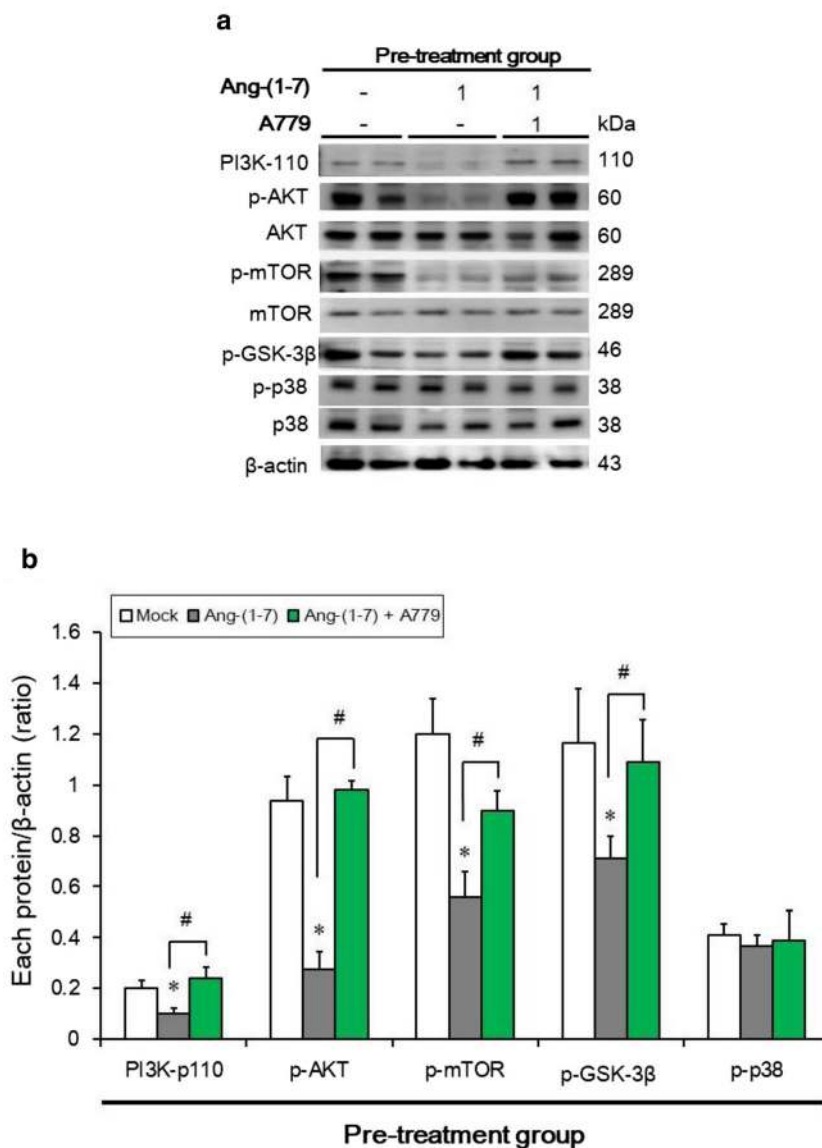 a
Pre-treatment group
Ang-(1-7) - 1 1
A779 - - 1 kDa
PI3K-110 110
p-AKT 60
AKT 60
p-mTOR 289
mTOR 289
p-GSK-3β 46
p-p38 38
p38 38
β-actin 43
b
Mock Ang-(1-7) Ang-(1-7) + A779
Each protein/β-actin (ratio)
1.6
1.4
1.2
1
0.8
0.6
0.4
0.2
0
* #
* #
* #
* #
PI3K-p110 p-AKT p-mTOR p-GSK-3β p-p38
Pre-treatment group